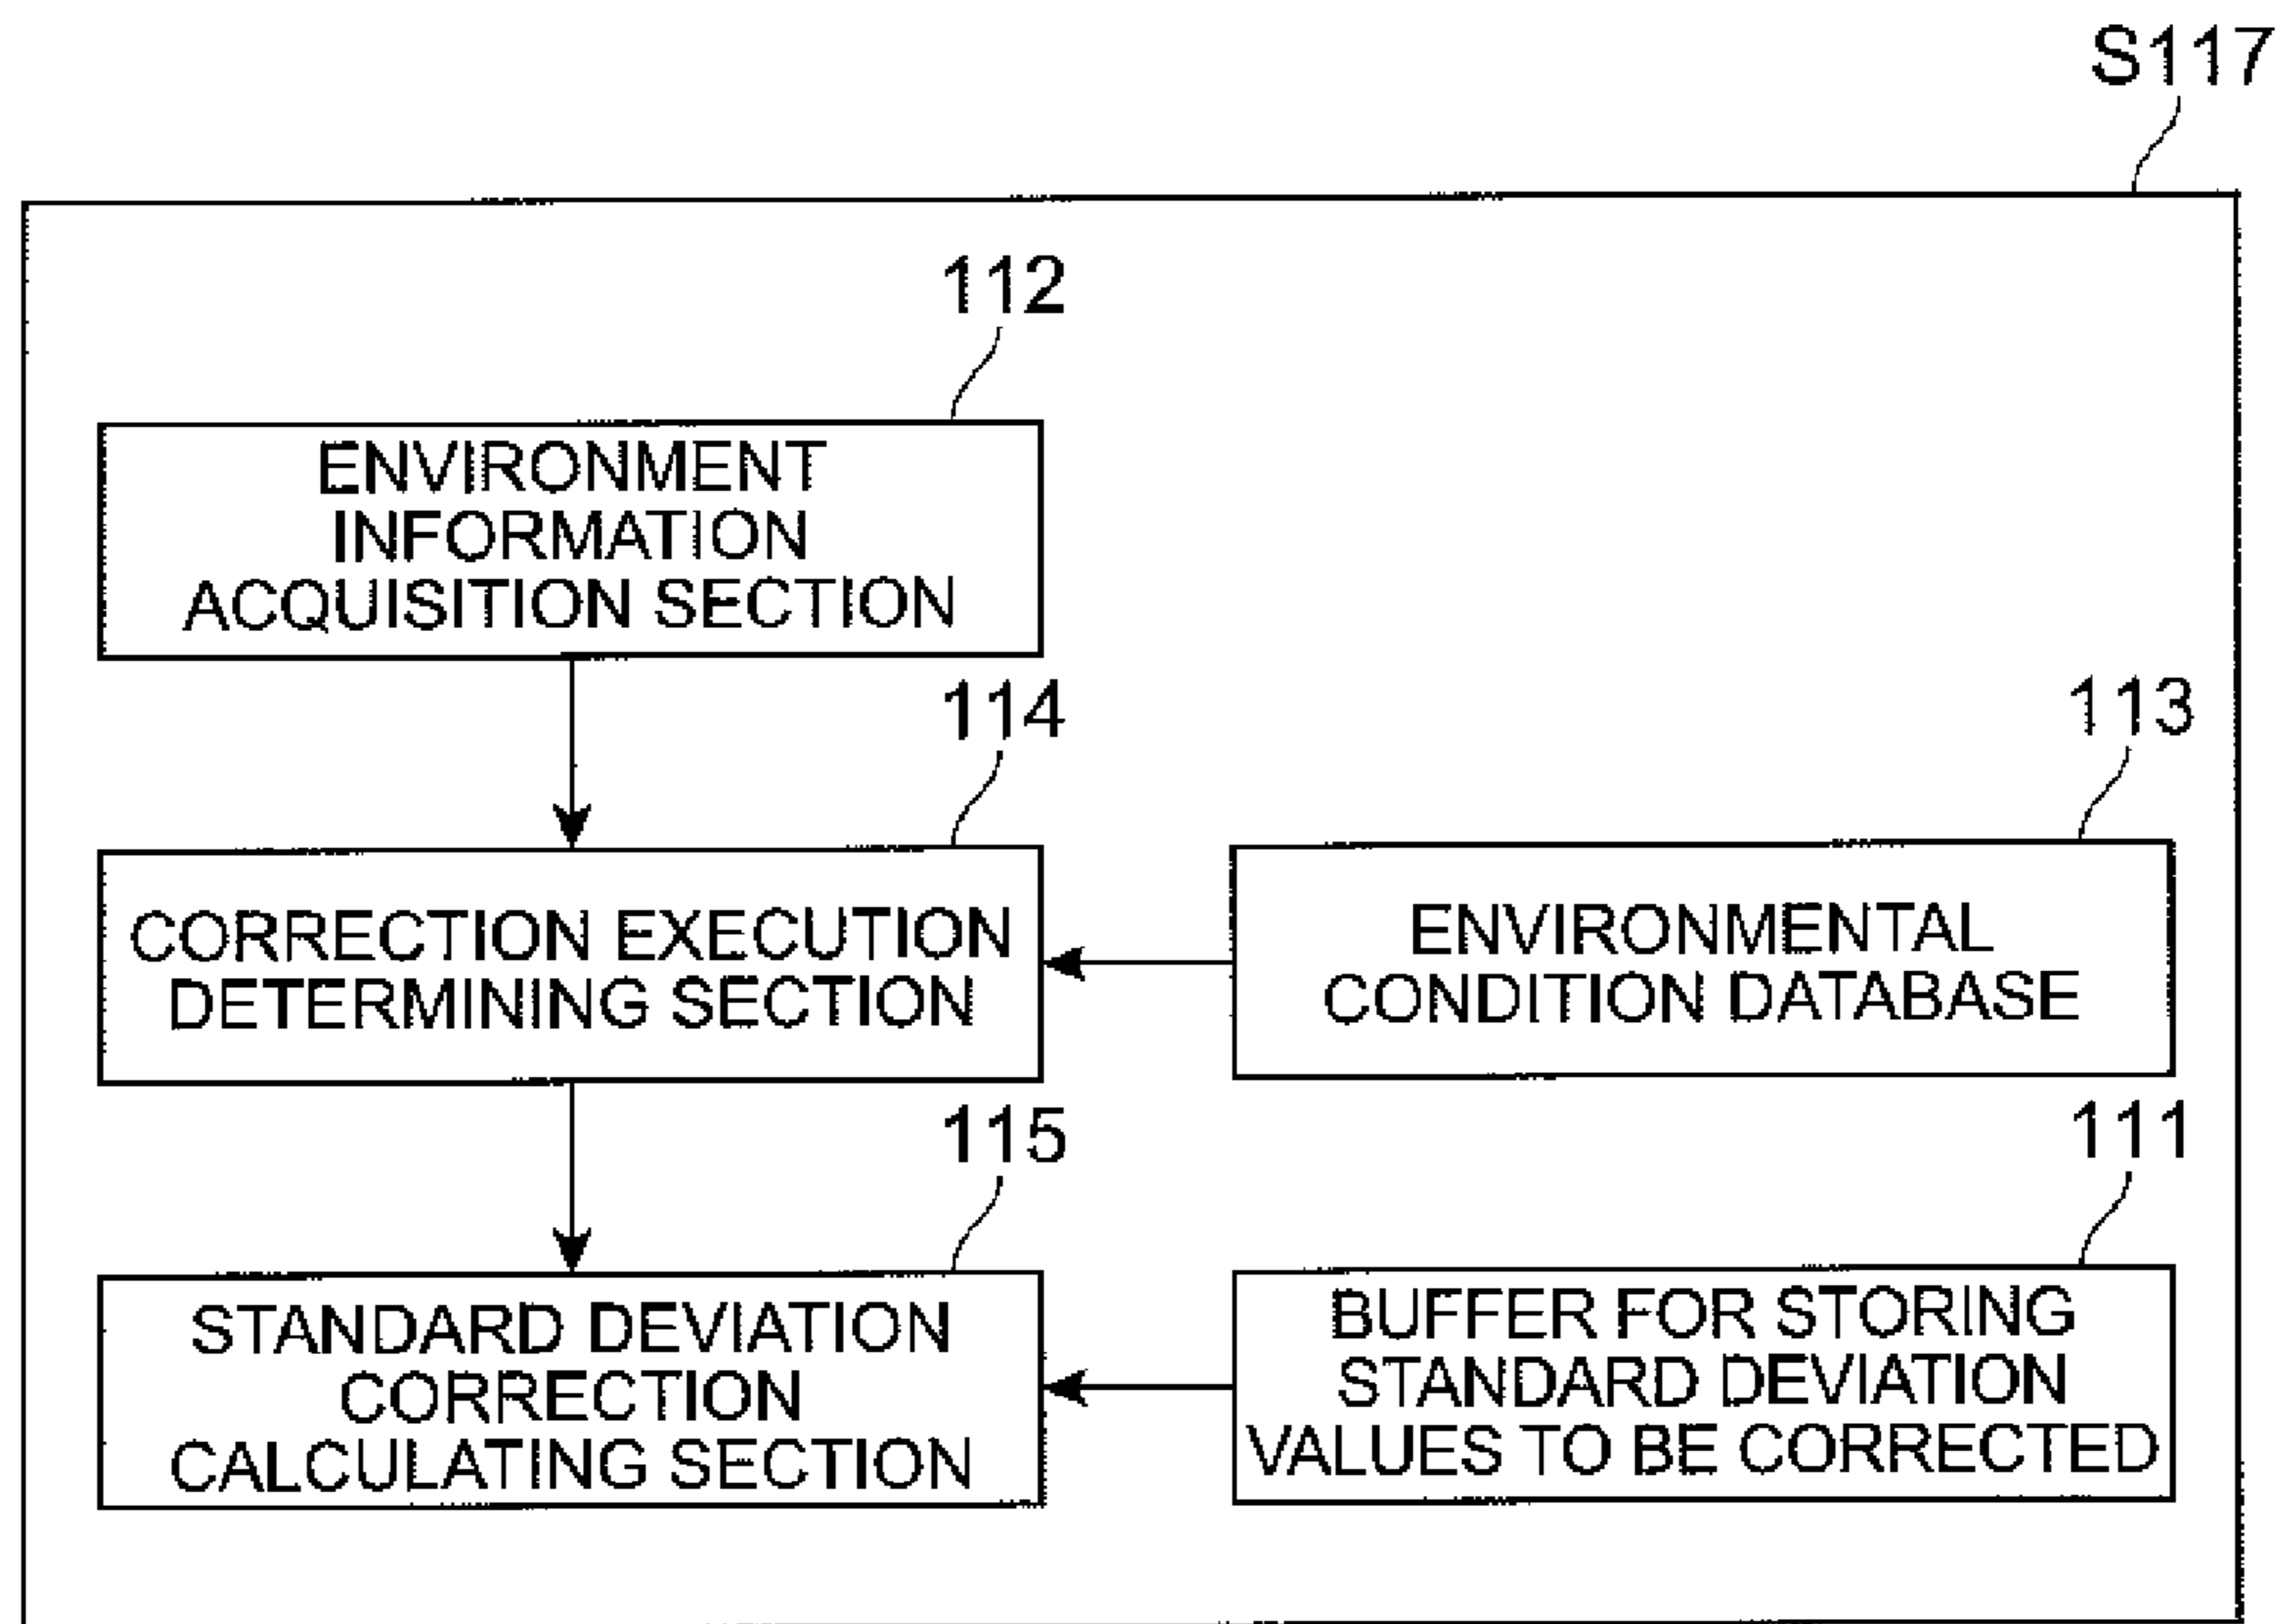 S117
112
ENVIRONMENT
INFORMATION
ACQUISITION SECTION
114
CORRECTION EXECUTION
DETERMINING SECTION
113
ENVIRONMENTAL
CONDITION DATABASE
115
STANDARD DEVIATION
CORRECTION
CALCULATING SECTION
111
BUFFER FOR STORING
STANDARD DEVIATION
VALUES TO BE CORRECTED